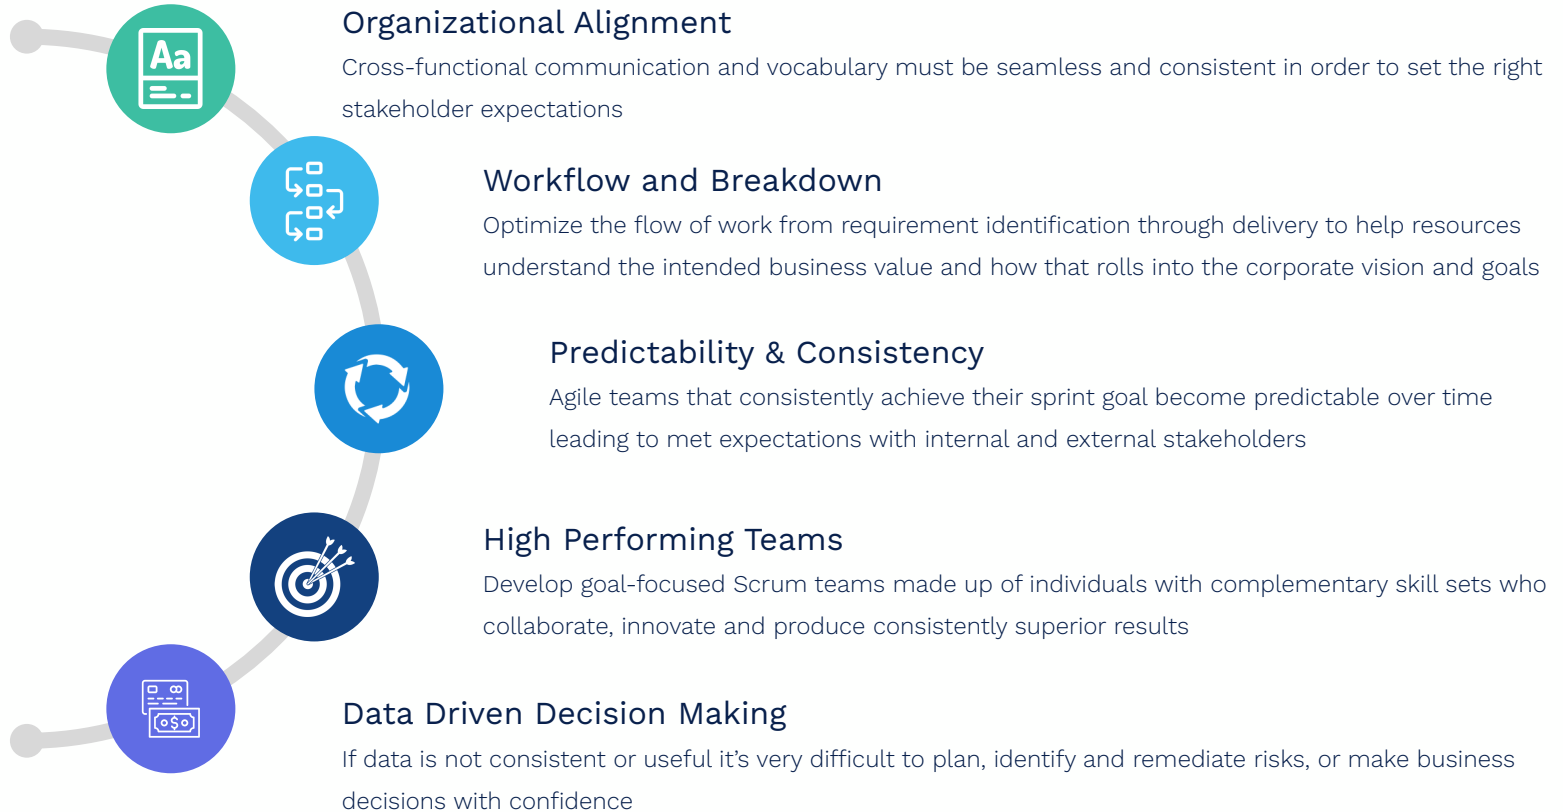 Aa
Organizational Alignment
Cross-functional communication and vocabulary must be seamless and consistent in order to set the right
stakeholder expectations
Workflow and Breakdown
Optimize the flow of work from requirement identification through delivery to help resources
understand the intended business value and how that rolls into the corporate vision and goals
Predictability & Consistency
Agile teams that consistently achieve their sprint goal become predictable over time
leading to met expectations with internal and external stakeholders
High Performing Teams
Develop goal-focused Scrum teams made up of individuals with complementary skill sets who
collaborate, innovate and produce consistently superior results
$
Data Driven Decision Making
If data is not consistent or useful it’s very difficult to plan, identify and remediate risks, or make business
decisions with confidence